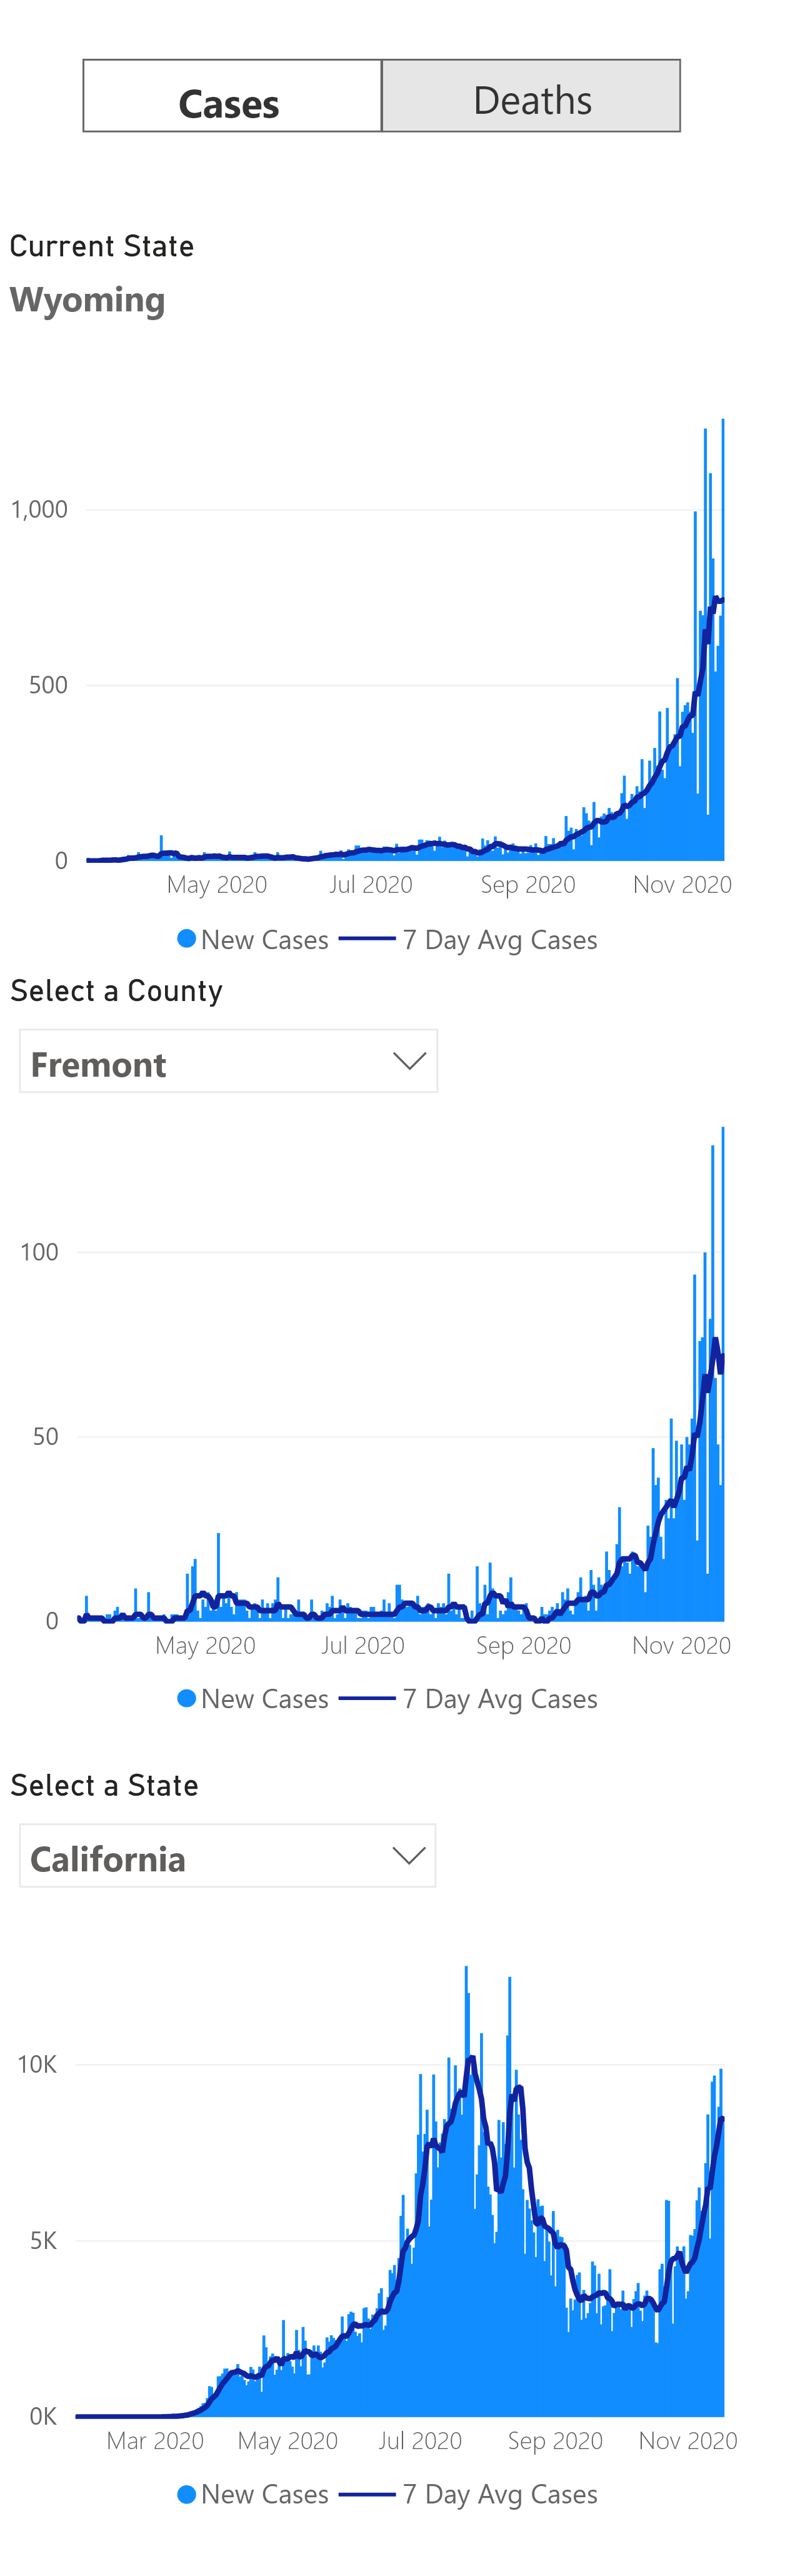 Cases Deaths
Current State
Wyoming
1,000
500
0
May 2020 Jul 2020 Sep 2020 Nov 2020
New Cases 7 Day Avg Cases
Select a County
Fremont
100
50
0
May 2020 Jul 2020 Sep 2020 Nov 2020
New Cases 7 Day Avg Cases
Select a State
California
10K
5K
0K
Mar 2020 May 2020 Jul 2020 Sep 2020 Nov 2020
New Cases 7 Day Avg Cases